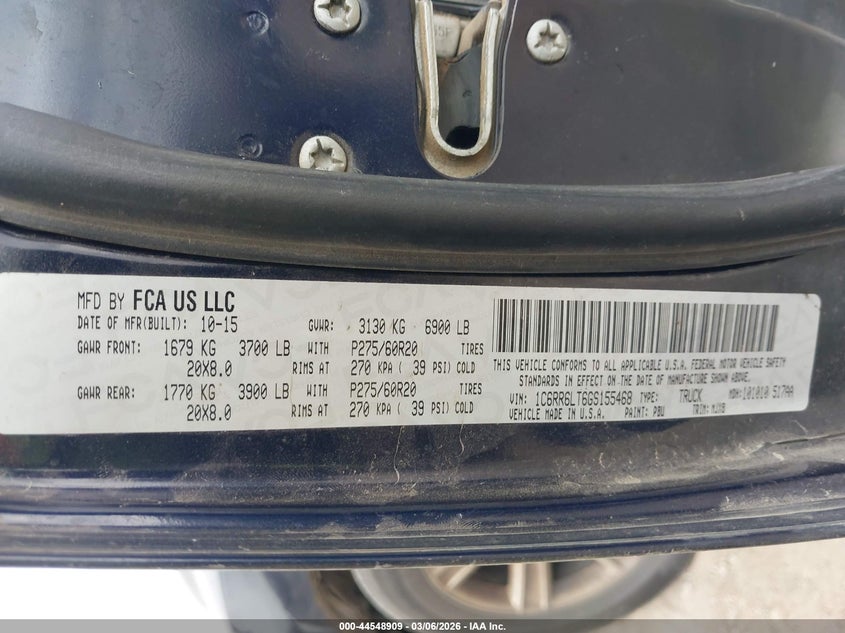 MFD BY FCA US LLC
DATE OF MFR(BUILT): 10-15 GVWR: 3130 KG 6900 LB
GAWR FRONT: 1679 KG 3700 LB WITH P275/60R20 TIRES
20X8.0 RIMS AT 270 KPA ( 39 PSI) COLD
GAWR REAR: 1770 KG 3900 LB WITH P275/60R20 TIRES
20X8.0 RIMS AT 270 KPA ( 39 PSI) COLD
THIS VEHICLE CONFORMS TO ALL APPLICABLE U.S.A. FEDERAL MOTOR VEHICLE SAFETY
STANDARDS IN EFFECT ON THE DATE OF MANUFACTURE SHOWN ABOVE.
VIN: 1C6RR6LT6GS155468 TYPE: TRUCK MDH: 101010 517AA
VEHICLE MADE IN U.S.A. PAINT: PBU TRIM:
000-44548909 - 03/06/2026 - IAA Inc.